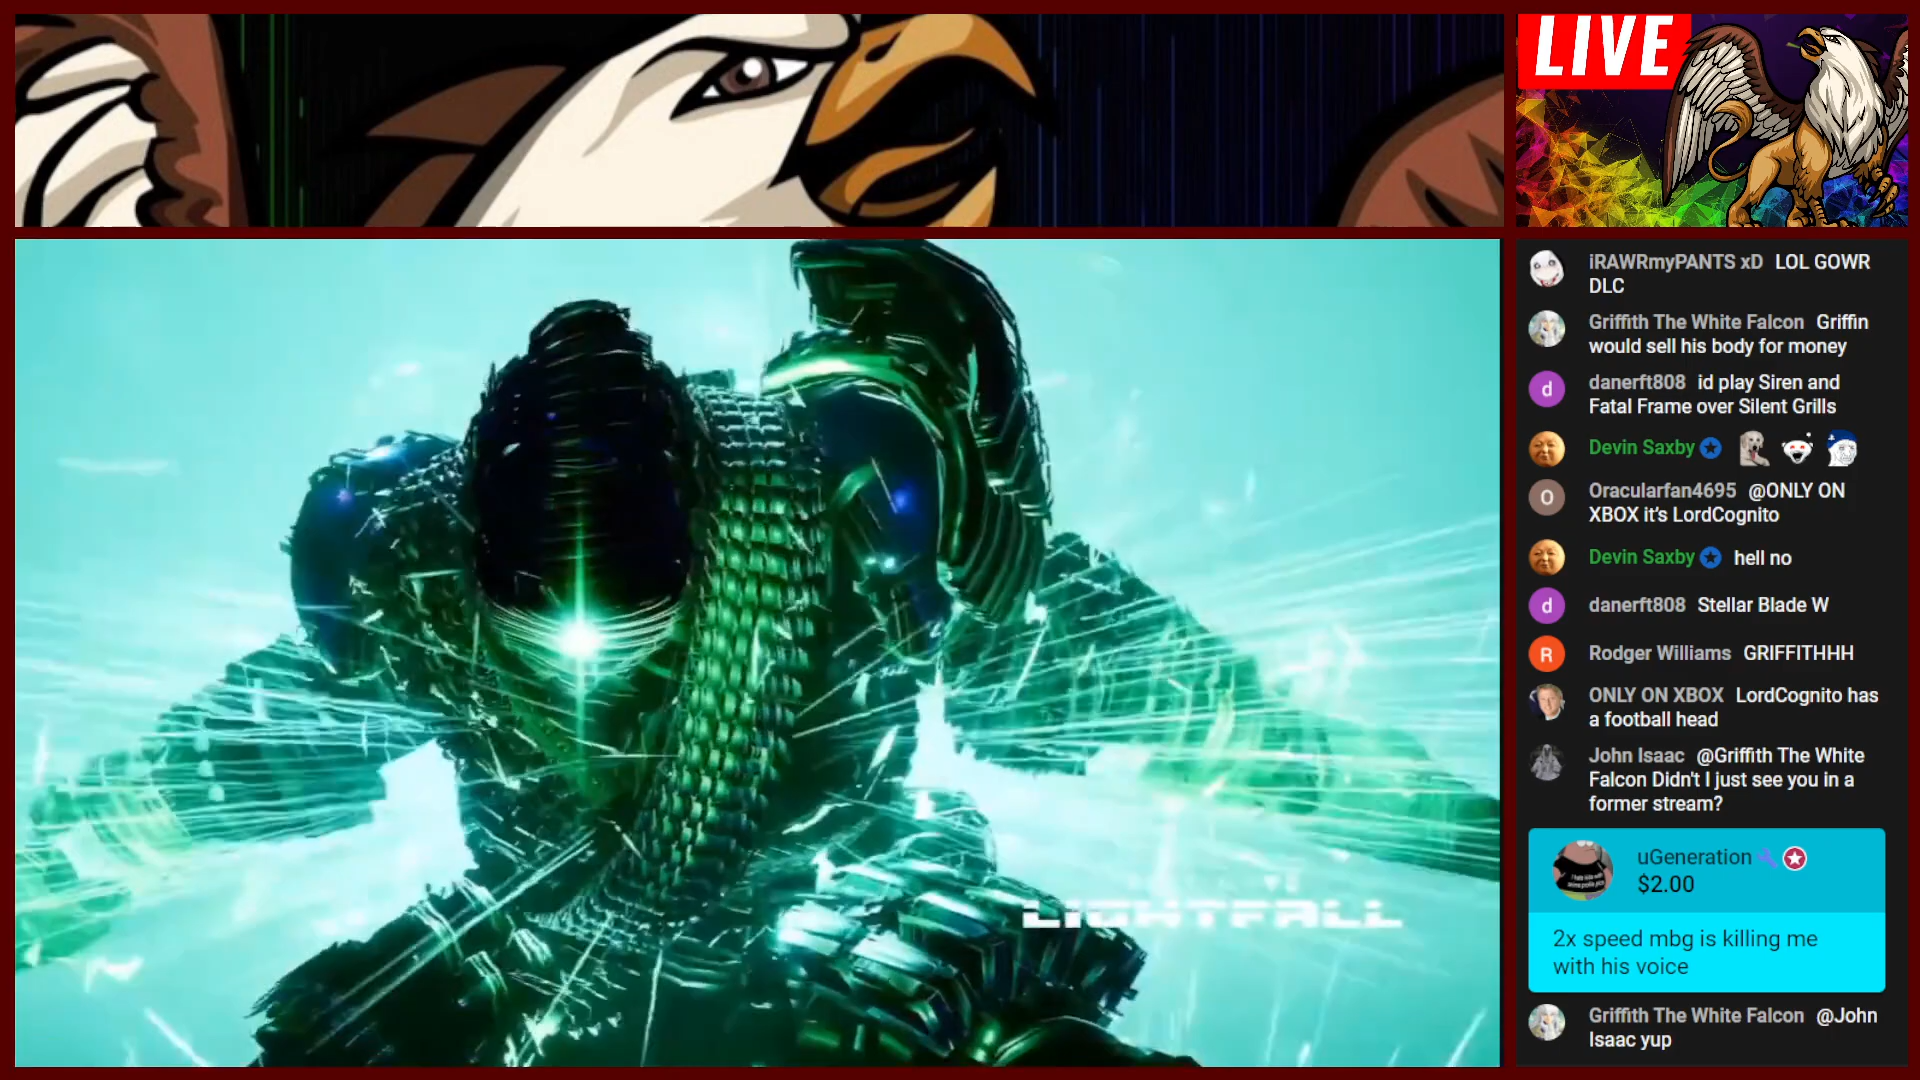 LIVE
iRAWRmyPANTS xD LOL GOWR
DLC
Griffith The White Falcon Griffin
would sell his body for money
d
danerft808 id play Siren and
Fatal Frame over Silent Grills
Devin Saxby
O
Oracularfan4695 @ONLY ON
XBOX it's LordCognito
Devin Saxby hell no
d
danerft808 Stellar Blade W
R
Rodger Williams GRIFFITHHH
ONLY ON XBOX LordCognito has
a football head
John Isaac @Griffith The White
Falcon Didn't I just see you in a
former stream?
uGeneration
$2.00
2x speed mbg is killing me
with his voice
Griffith The White Falcon @John
Isaac yup
LIGHTFALL